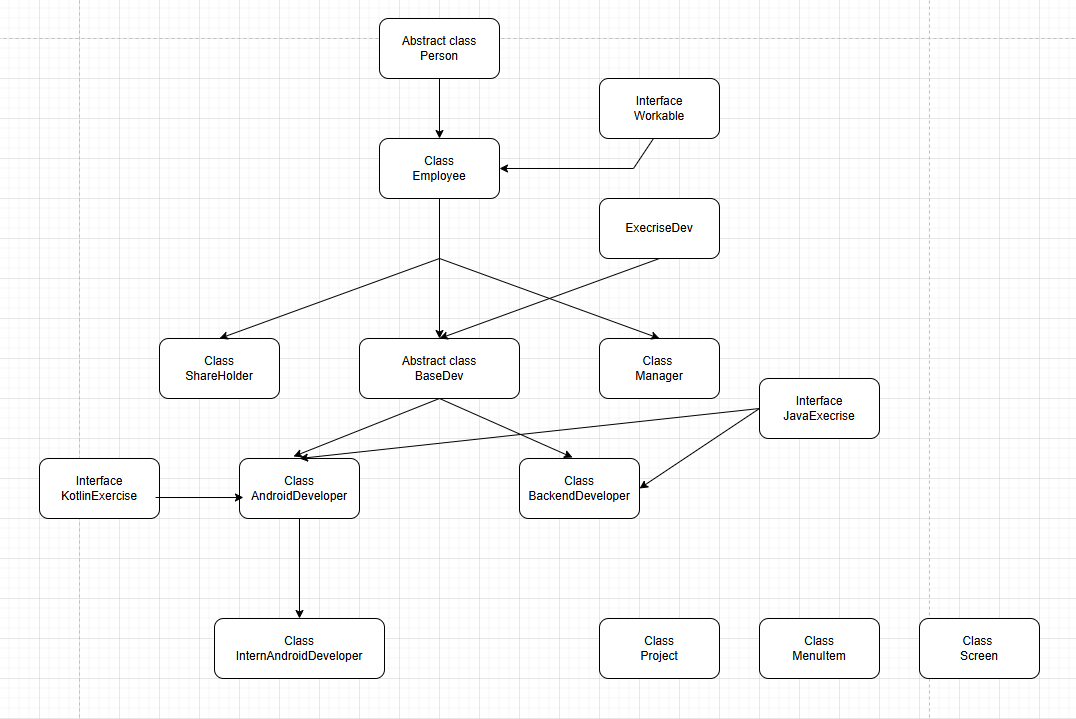 Abstract class
Person
Interface
Workable
Class
Employee
ExecriseDev
Class
ShareHolder
Abstract class
BaseDev
Class
Manager
Interface
JavaExecrise
Interface
KotlinExercise
Class
AndroidDeveloper
Class
BackendDeveloper
Class
InternAndroidDeveloper
Class
Project
Class
MenuItem
Class
Screen